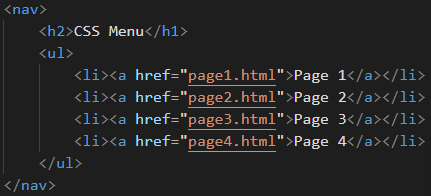 <nav>
<h2>CSS Menu</h1>
<ul>
<li><a href="page1.html">Page 1</a></li>
<li><a href="page2.html">Page 2</a></li>
<li><a href="page3.html">Page 3</a></li>
<li><a href="page4.html">Page 4</a></li>
</ul>
</nav>